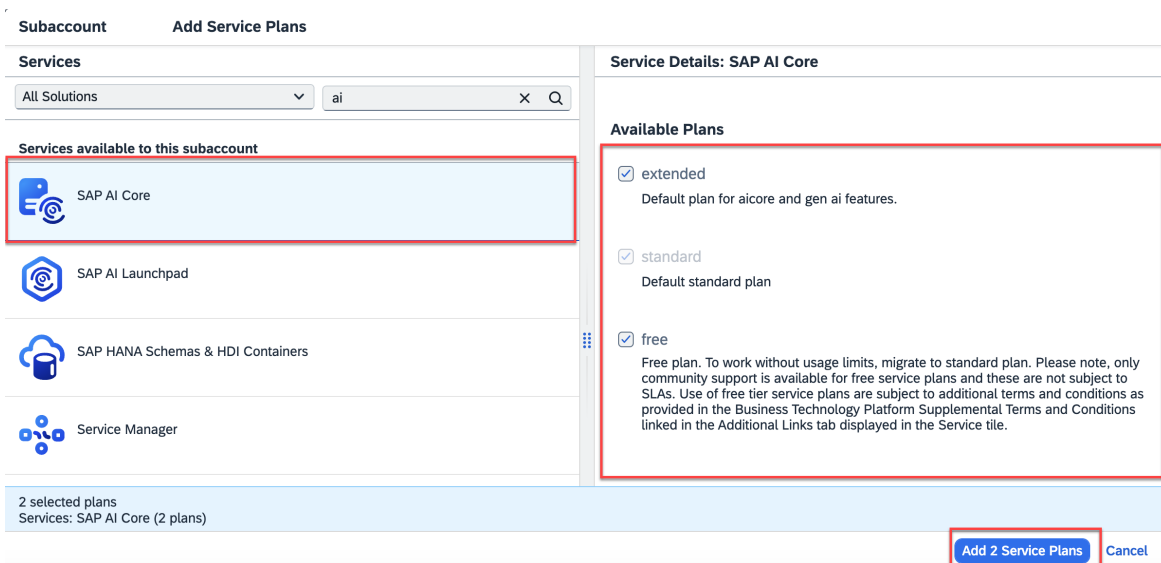 Subaccount Add Service Plans
Services
All Solutions
ai
Services available to this subaccount
SAP AI Core
SAP AI Launchpad
SAP HANA Schemas & HDI Containers
Service Manager
Service Details: SAP AI Core
Available Plans
extended
Default plan for aicore and gen ai features.
standard
Default standard plan
free
Free plan. To work without usage limits, migrate to standard plan. Please note, only
community support is available for free service plans and these are not subject to
SLAs. Use of free tier service plans are subject to additional terms and conditions as
provided in the Business Technology Platform Supplemental Terms and Conditions
linked in the Additional Links tab displayed in the Service tile.
2 selected plans
Services: SAP AI Core (2 plans)
Add 2 Service Plans Cancel